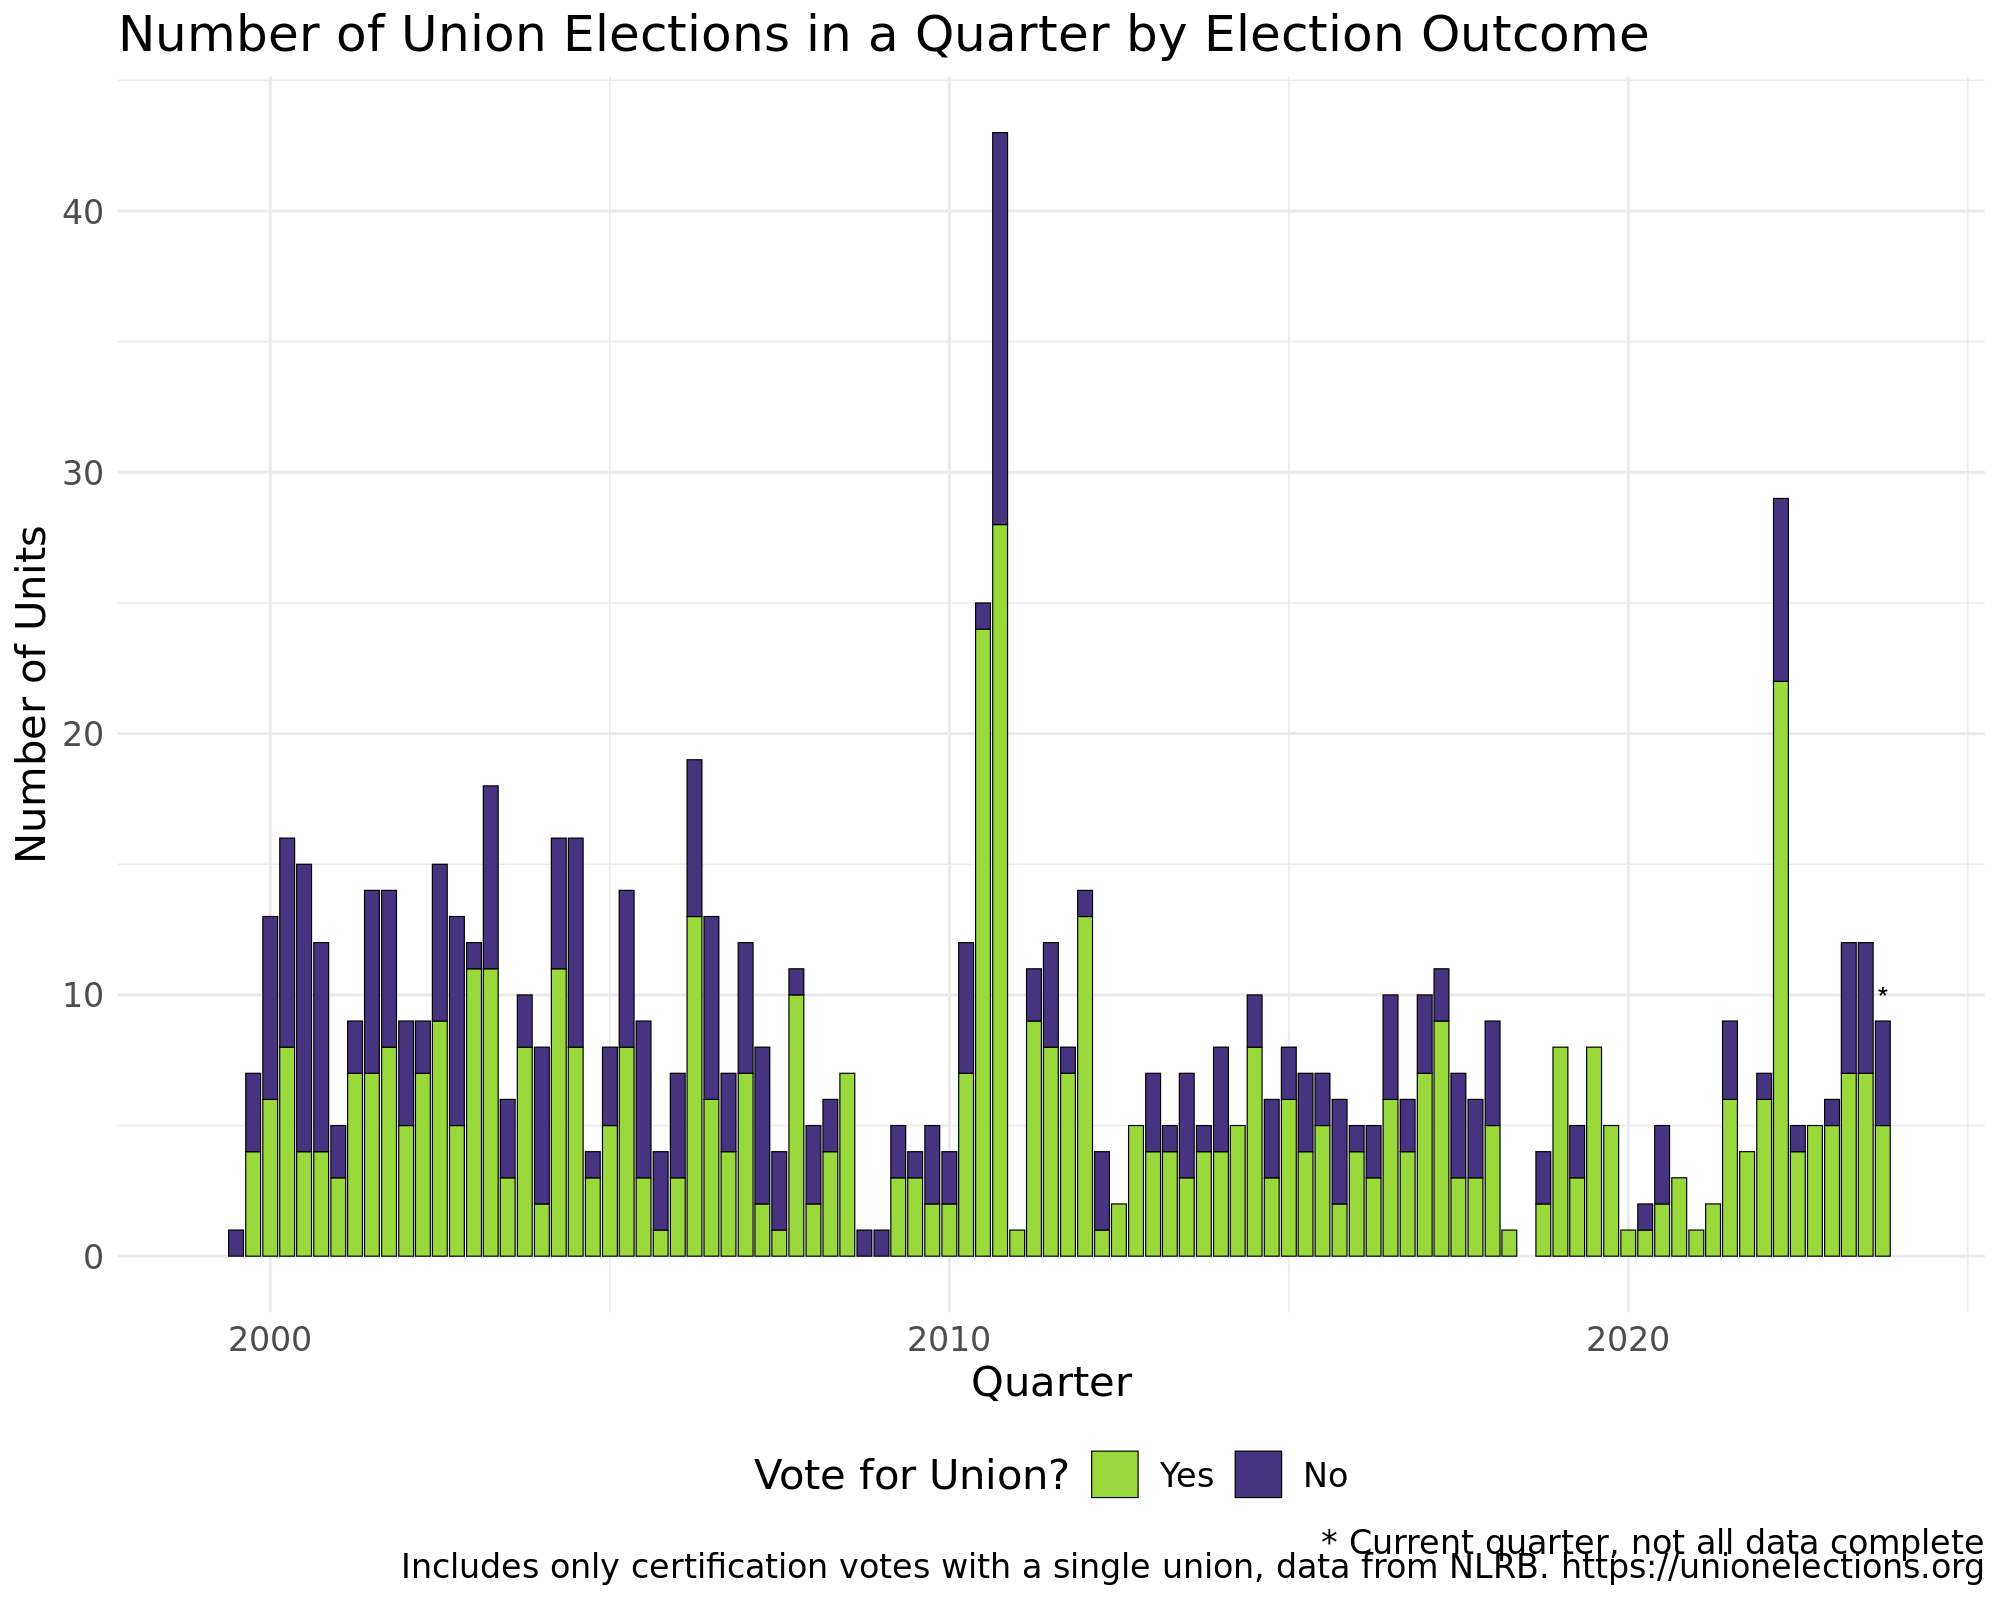 Number of Union Elections in a Quarter by Election Outcome
Number of Units
40
30
20
10
0
*
2000 2010 2020
Quarter
Vote for Union? Yes No
* Current quarter, not all data complete
Includes only certification votes with a single union, data from NLRB. https://unionelections.org